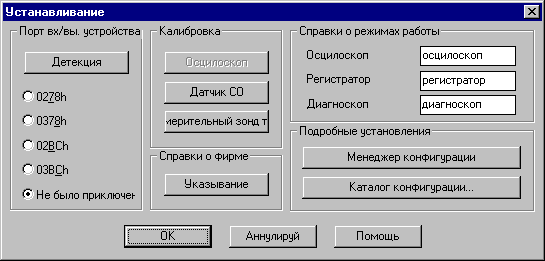 Устанавливание
Порт вх/вы. устройства
Детекция
0278h
0378h
02BCh
03BCh
Не было приключен
Калибровка
Осцилоскоп
Датчик СО
мерительный зонд т
Справки о фирме
Указывание
Справки о режимах работы
Осцилоскоп
осцилоскоп
Регистратор
регистратор
Диагноскоп
диагноскоп
Подробные установления
Менеджер конфигурации
Каталог конфигурации...
OK
Аннулируй
Помощь